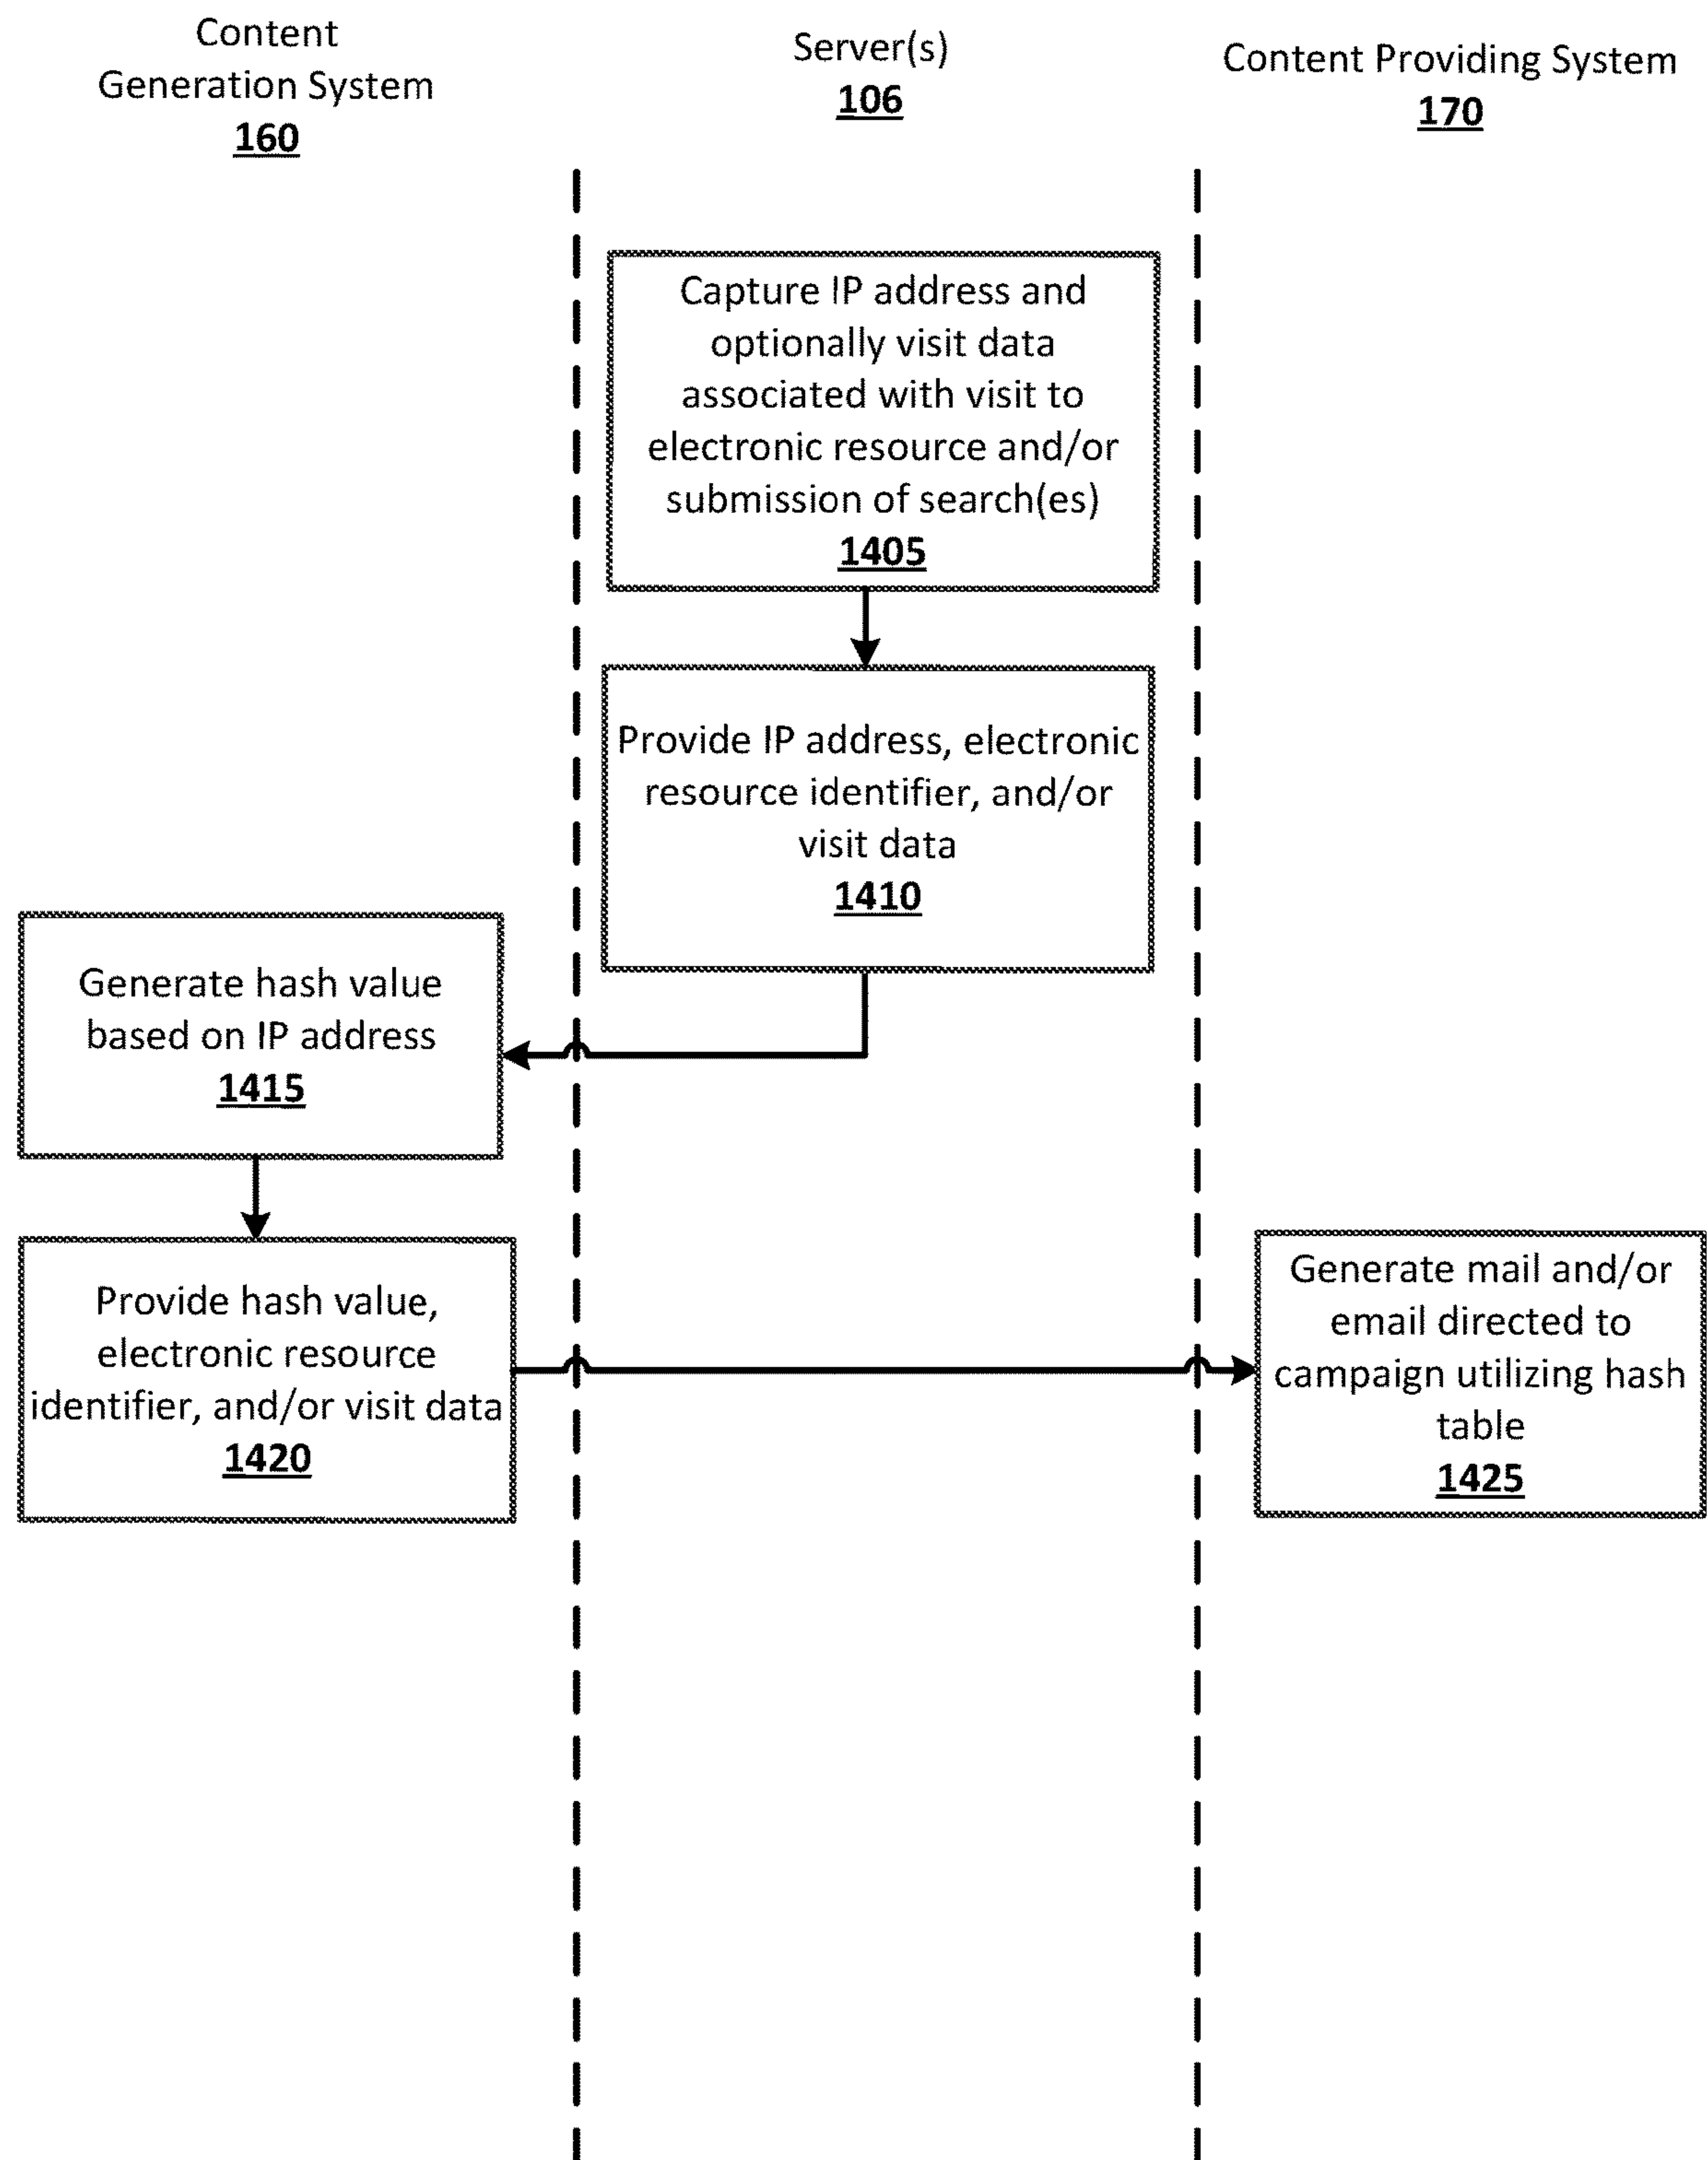 Content
Generation System
160
Server(s)
106
Content Providing System
170
Capture IP address and
optionally visit data
associated with visit to
electronic resource and/or
submission of search(es)
1405
Provide IP address, electronic
resource identifier, and/or
visit data
1410
Generate hash value
based on IP address
1415
Provide hash value,
electronic resource
identifier, and/or visit data
1420
Generate mail and/or
email directed to
campaign utilizing hash
table
1425